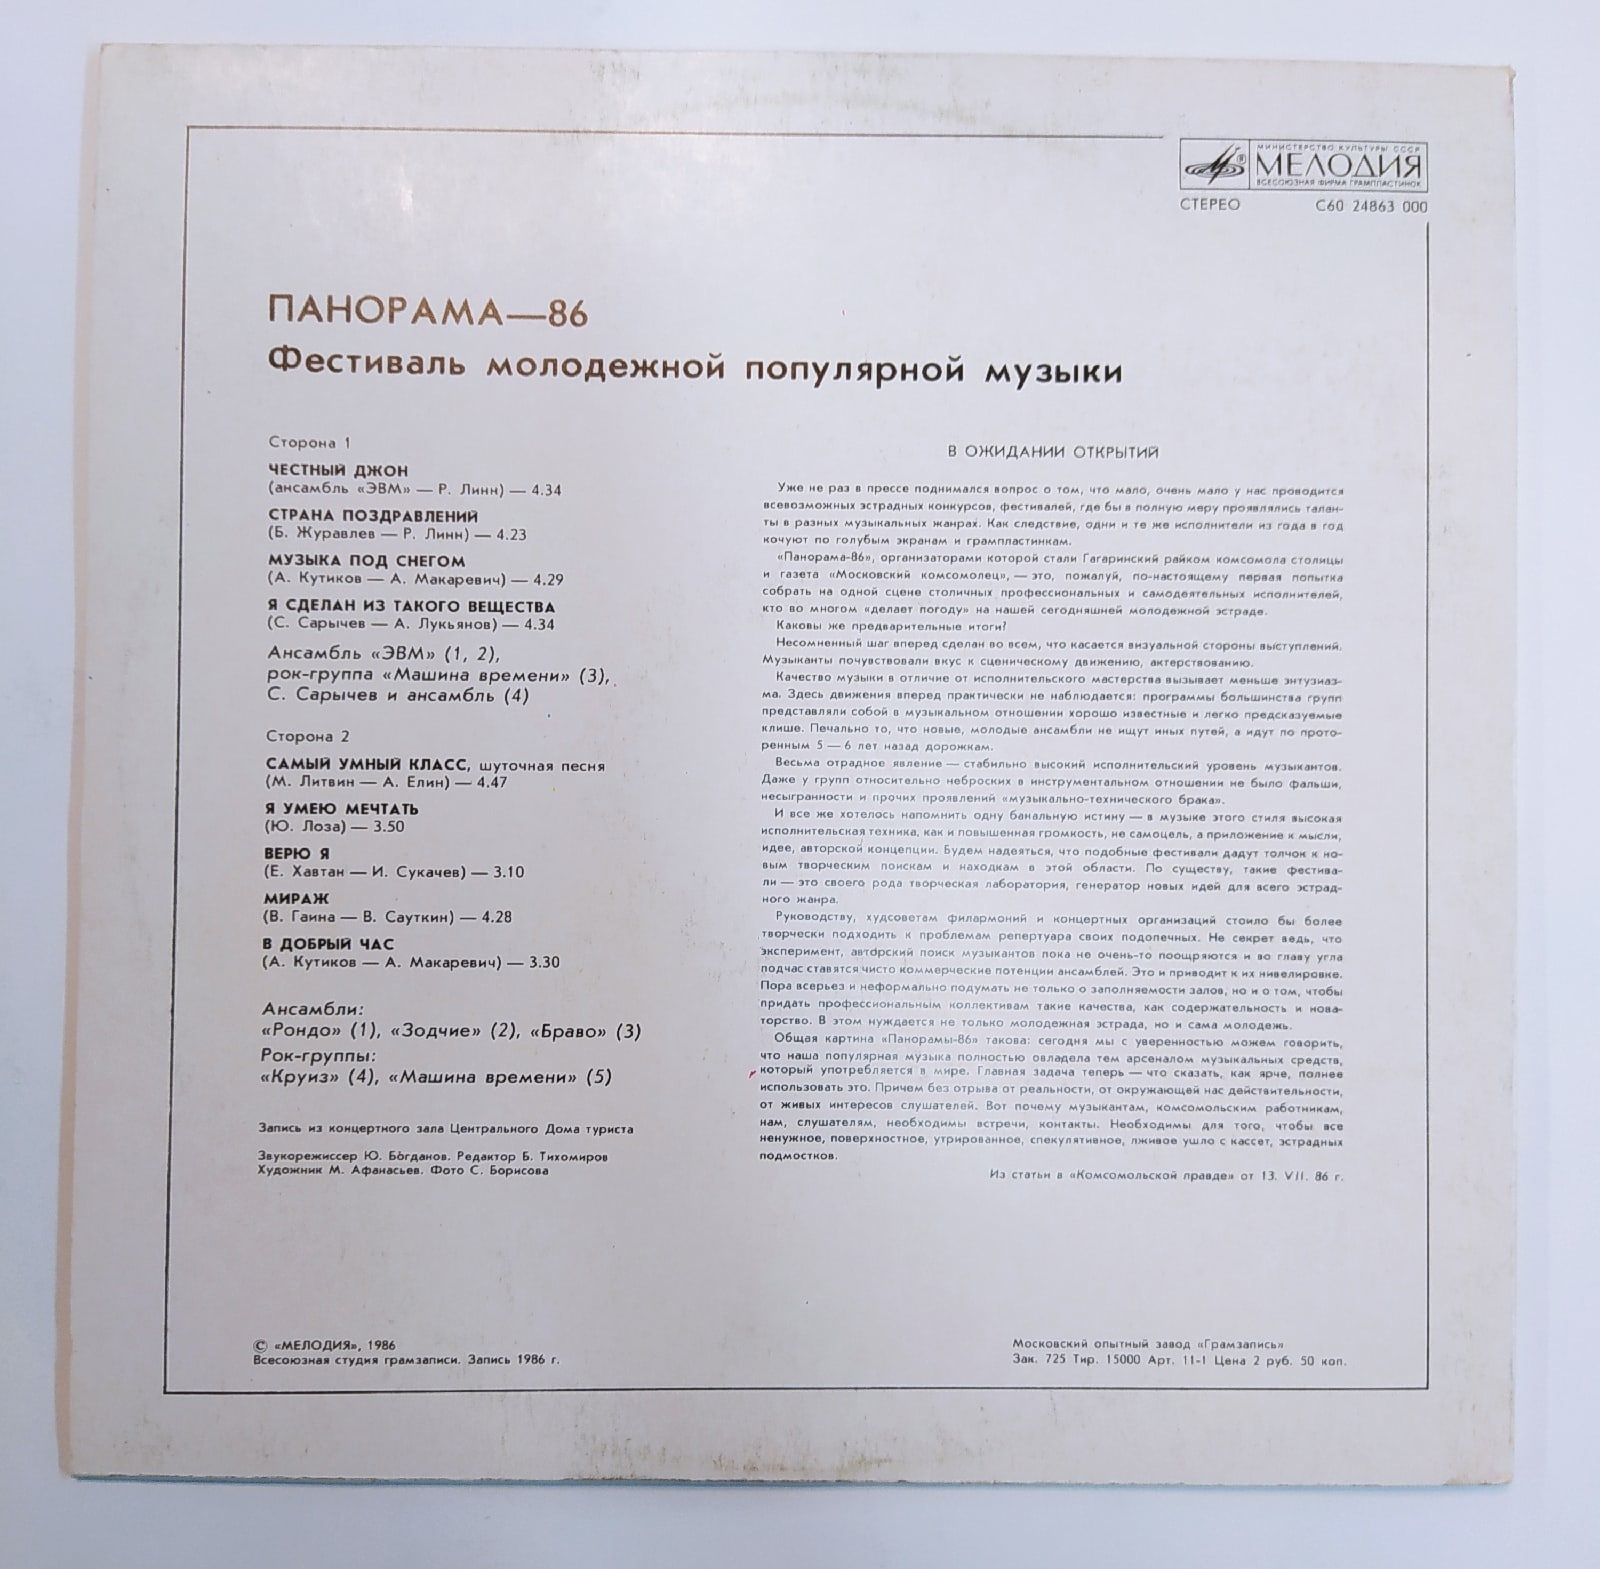 МИНИСТЕРСТВО КУЛЬТУРЫ СССР
МЕЛОДИЯ
ВСЕСОЮЗНАЯ ФИРМА ГРАМПЛАСТИНОК
СТЕРЕО С60 24863 000
ПАНОРАМА—86
Фестиваль молодежной популярной музыки
Сторона 1
ЧЕСТНЫЙ ДЖОН
(ансамбль «ЭВМ» — Р. Линн) — 4.34
СТРАНА ПОЗДРАВЛЕНИЙ
(Б. Журавлев — Р. Линн) — 4.23
МУЗЫКА ПОД СНЕГОМ
(А. Кутиков — А. Макаревич) — 4.29
Я СДЕЛАН ИЗ ТАКОГО ВЕЩЕСТВА
(С. Сарычев — А. Лукьянов) — 4.34
Ансамбль «ЭВМ» (1, 2),
рок-группа «Машина времени» (3),
С. Сарычев и ансамбль (4)
Сторона 2
САМЫЙ УМНЫЙ КЛАСС, шуточная песня
(М. Литвин — А. Елин) — 4.47
Я УМЕЮ МЕЧТАТЬ
(Ю. Лоза) — 3.50
ВЕРЮ Я
(Е. Хавтан — И. Сукачев) — 3.10
МИРАЖ
(В. Гаина — В. Сауткин) — 4.28
В ДОБРЫЙ ЧАС
(А. Кутиков — А. Макаревич) — 3.30
Ансамбли:
«Рондо» (1), «Зодчие» (2), «Браво» (3)
Рок-группы:
«Круиз» (4), «Машина времени» (5)
Запись из концертного зала Центрального Дома туриста
Звукорежиссер Ю. Богданов. Редактор Б. Тихомиров
Художник М. Афанасьев. Фото С. Борисова
В ОЖИДАНИИ ОТКРЫТИЙ
Уже не раз в прессе поднимался вопрос о том, что мало, очень мало у нас проводится
всевозможных эстрадных конкурсов, фестивалей, где бы в полную меру проявлялись талан-
ты в разных музыкальных жанрах. Как следствие, одни и те же исполнители из года в год
кочуют по голубым экранам и грампластинкам.
«Панорама-86», организаторами которой стали Гагаринский райком комсомола столицы
и газета «Московский комсомолец», — это, пожалуй, по-настоящему первая попытка
собрать на одной сцене столичных профессиональных и самодеятельных исполнителей,
кто во многом «делает погоду» на нашей сегодняшней молодежной эстраде.
Каковы же предварительные итоги?
Несомненный шаг вперед сделан во всем, что касается визуальной стороны выступлений.
Музыканты почувствовали вкус к сценическому движению, актерствованию.
Качество музыки в отличие от исполнительского мастерства вызывает меньше энтузиаз-
ма. Здесь движения вперед практически не наблюдается: программы большинства групп
представляли собой в музыкальном отношении хорошо известные и легко предсказуемые
клише. Печально то, что новые, молодые ансамбли не ищут иных путей, а идут по прото-
ренным 5 — 6 лет назад дорожкам.
Весьма отрадное явление — стабильно высокий исполнительский уровень музыкантов.
Даже у групп относительно неброских в инструментальном отношении не было фальши,
несыгранности и прочих проявлений «музыкально-технического брака».
И все же хотелось напомнить одну банальную истину — в музыке этого стиля высокая
исполнительская техника, как и повышенная громкость, не самоцель, а приложение к мысли,
идее, авторской концепции. Будем надеяться, что подобные фестивали дадут толчок к но-
вым творческим поискам и находкам в этой области. По существу, такие фестива-
ли — это своего рода творческая лаборатория, генератор новых идей для всего эстрад-
ного жанра.
Руководству, худсоветам филармоний и концертных организаций стоило бы более
творчески подходить к проблемам репертуара своих подопечных. Не секрет ведь, что
эксперимент, авторский поиск музыкантов пока не очень-то поощряются и во главу угла
подчас ставятся чисто коммерческие потенции ансамблей. Это и приводит к их нивелировке.
Пора всерьез и неформально подумать не только о заполняемости залов, но и о том, чтобы
придать профессиональным коллективам такие качества, как содержательность и нова-
торство. В этом нуждается не только молодежная эстрада, но и сама молодежь.
Общая картина «Панорамы-86» такова: сегодня мы с уверенностью можем говорить,
что наша популярная музыка полностью овладела тем арсеналом музыкальных средств,
который употребляется в мире. Главная задача теперь — что сказать, как ярче, полнее
использовать это. Причем без отрыва от реальности, от окружающей нас действительности,
от живых интересов слушателей. Вот почему музыкантам, комсомольским работникам,
нам, слушателям, необходимы встречи, контакты. Необходимы для того, чтобы все
ненужное, поверхностное, утрированное, спекулятивное, лживое ушло с кассет, эстрадных
подмостков.
Из статьи в «Комсомольской правде» от 13. VII. 86 г.
© «МЕЛОДИЯ», 1986
Всесоюзная студия грамзаписи. Запись 1986 г.
Московский опытный завод «Грамзапись»
Зак. 725 Тир. 15000 Арт. 11-1 Цена 2 руб. 50 коп.